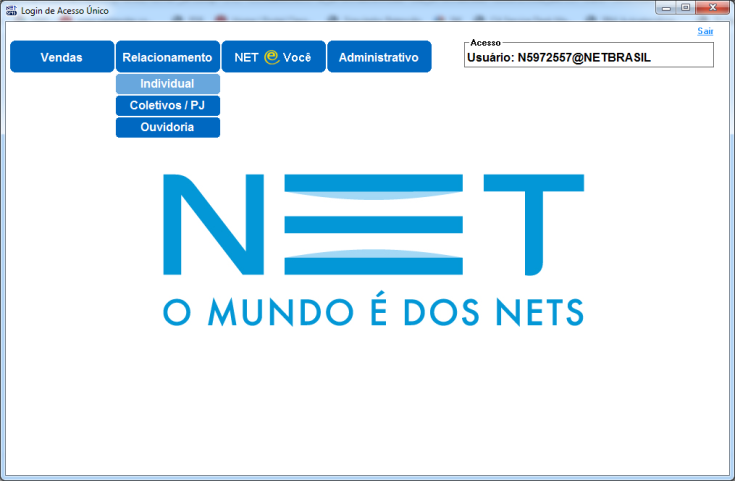 Login de Acesso Único
Sair
Vendas
Relacionamento
NET e Você
Administrativo
Acesso
Usuário: N5972557@NETBRASIL
Individual
Coletivos / PJ
Ouvidoria
NET
O MUNDO É DOS NETS